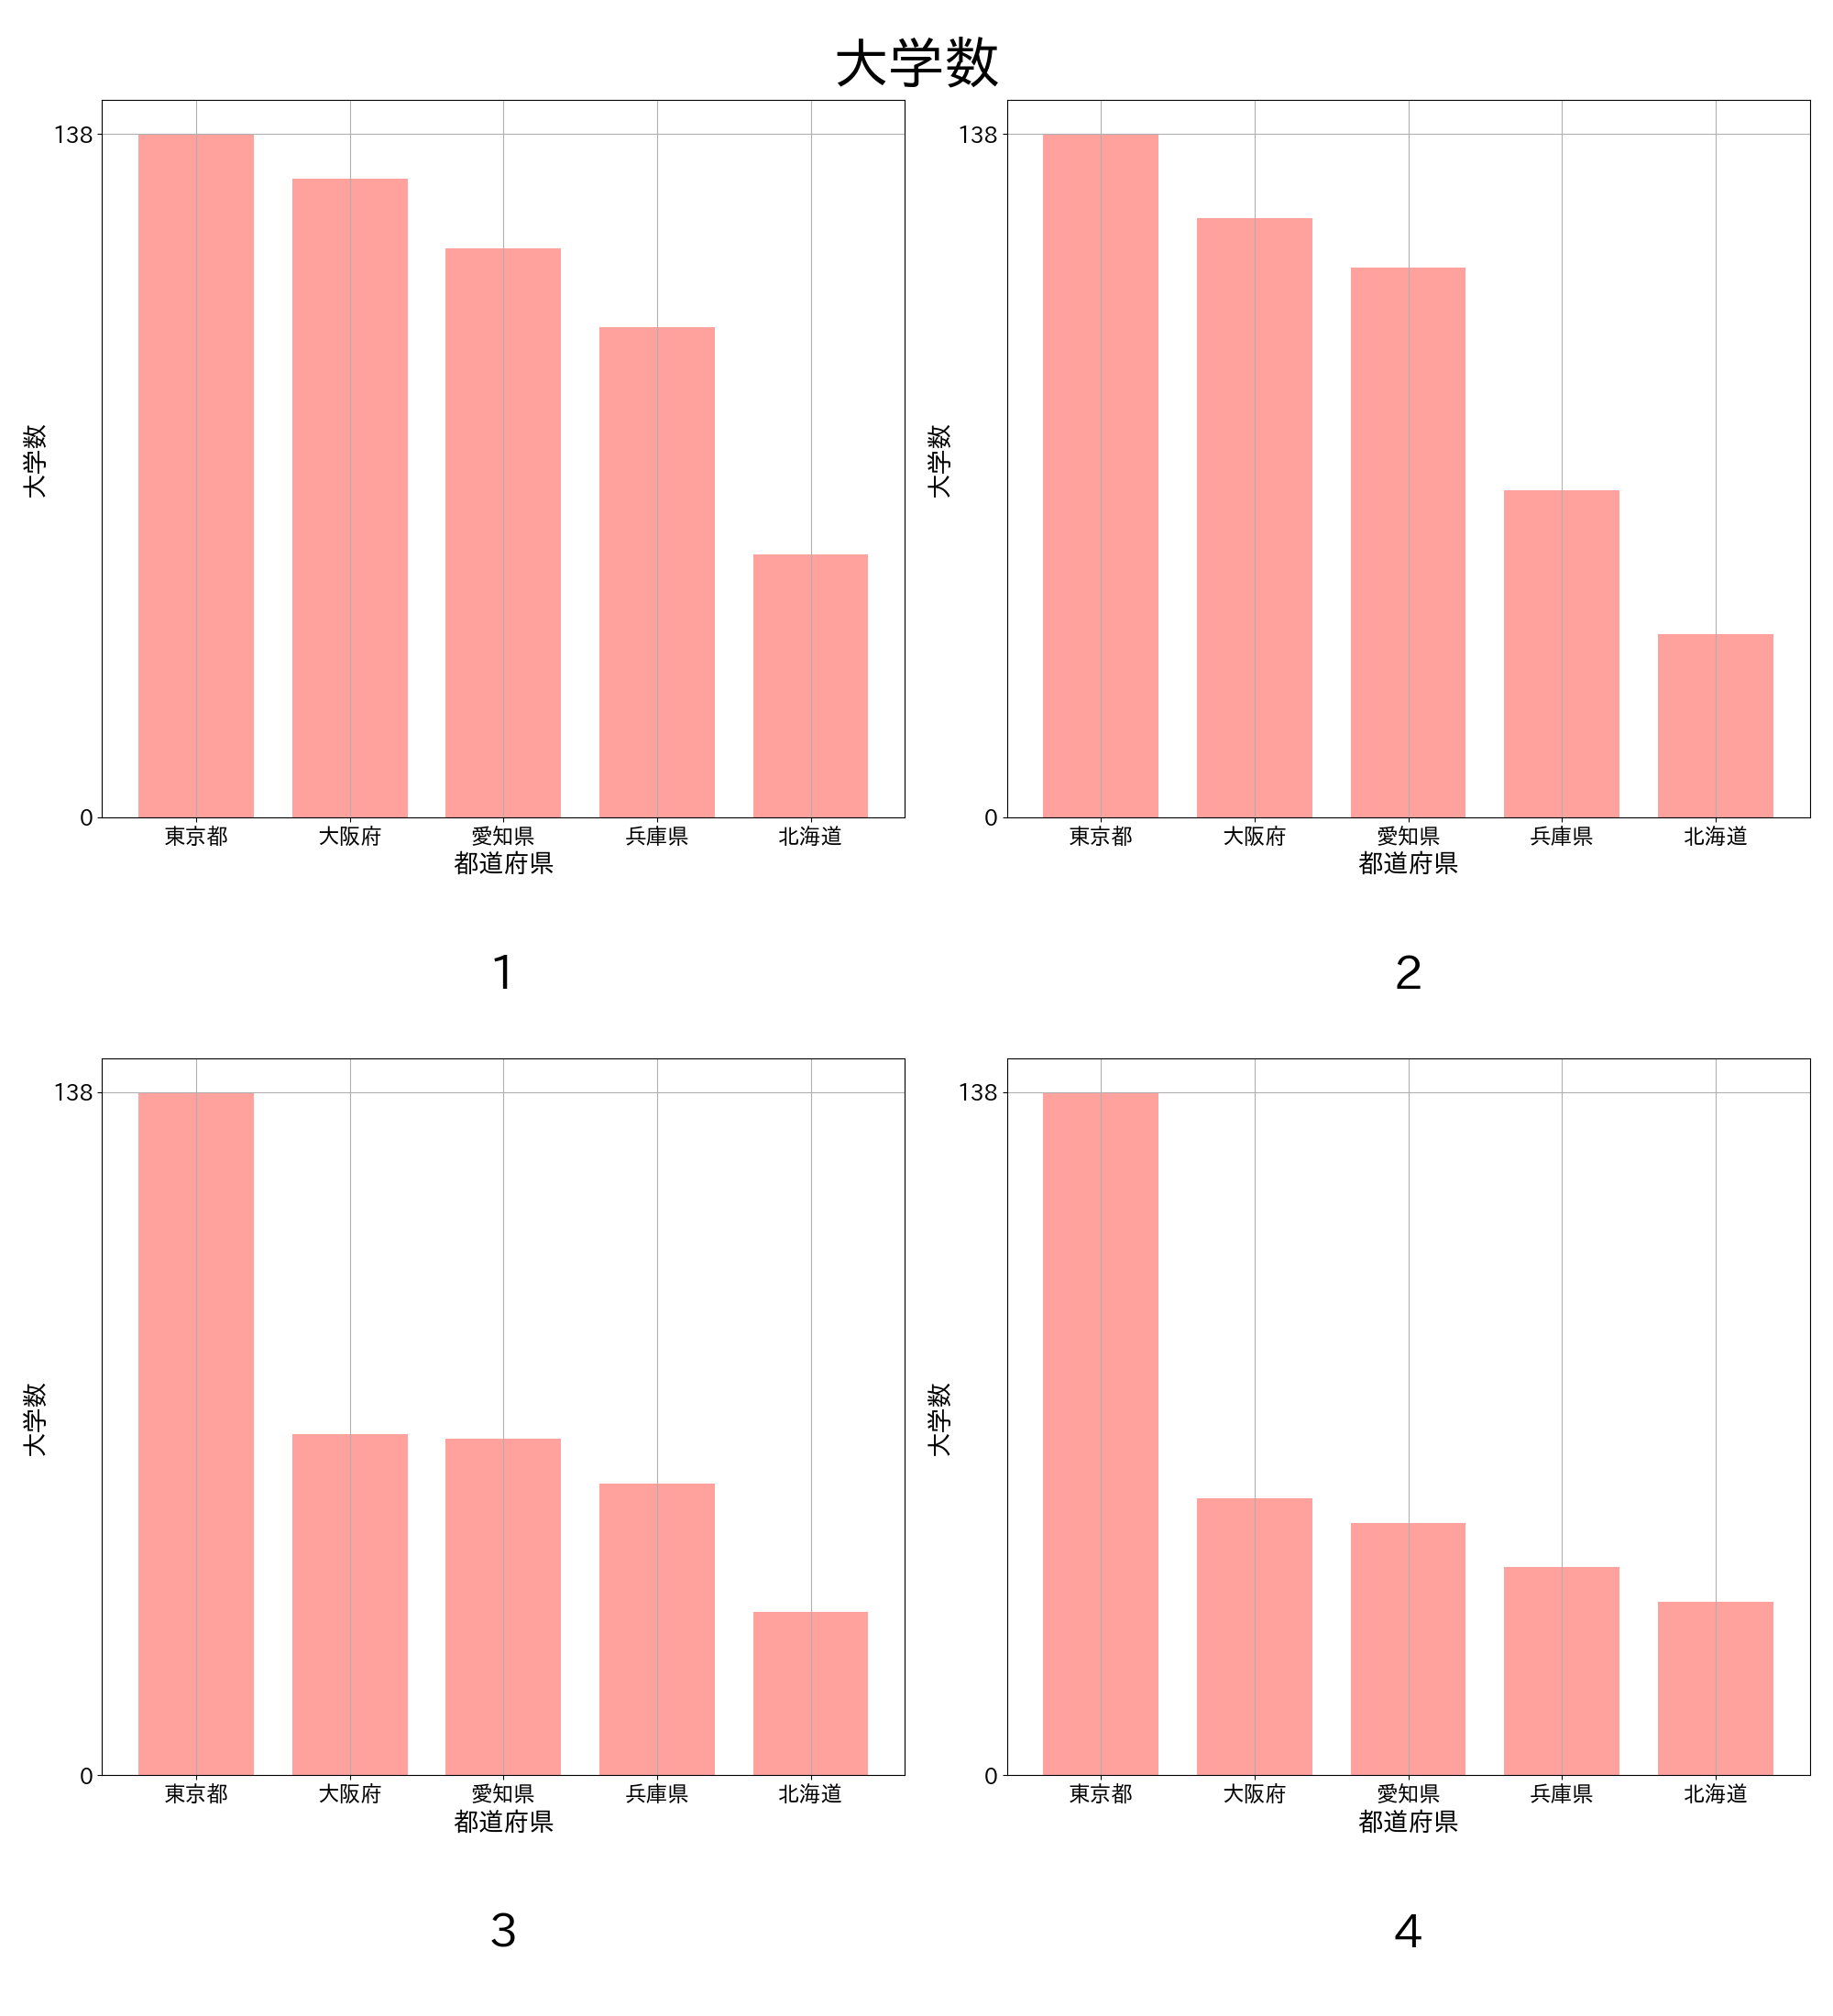 大学数
138
0
大学数
東京都 大阪府 愛知県 兵庫県 北海道
都道府県
1
138
0
大学数
東京都 大阪府 愛知県 兵庫県 北海道
都道府県
2
138
0
大学数
東京都 大阪府 愛知県 兵庫県 北海道
都道府県
3
138
0
大学数
東京都 大阪府 愛知県 兵庫県 北海道
都道府県
4